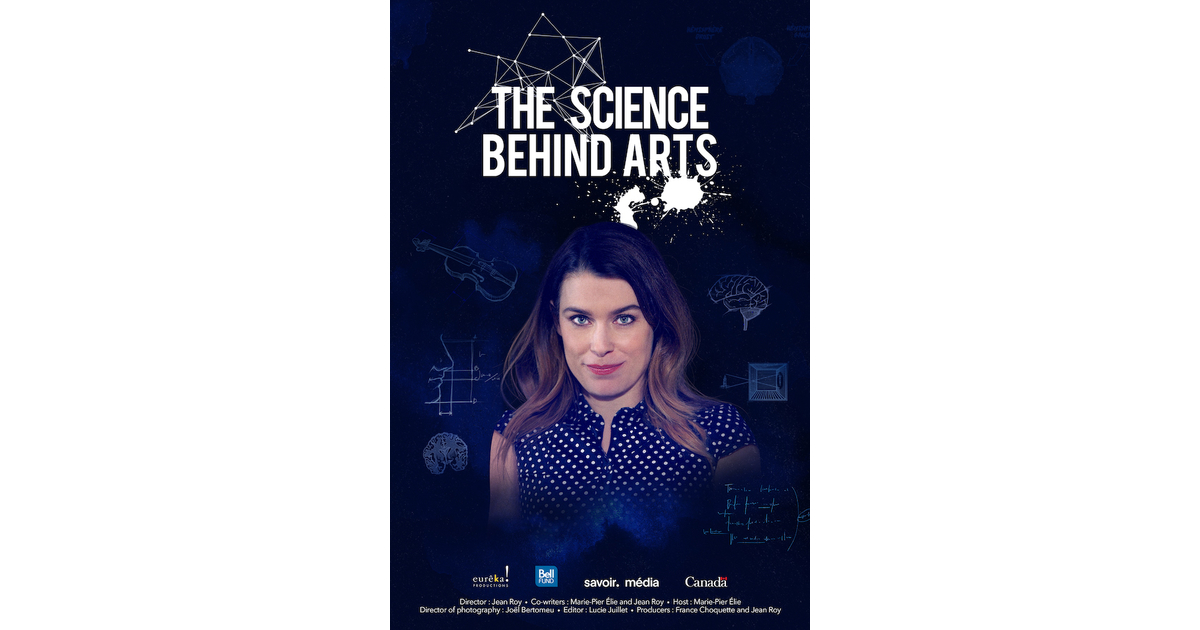 THE SCIENCE
BEHIND ARTS
eurêka!
PRODUCTIONS
Bell
FUND
savoir. média
Canada
Director : Jean Roy • Co-writers : Marie-Pier Élie and Jean Roy • Host : Marie-Pier Élie
Director of photography : Joël Bertomeu • Editor : Lucie Juillet • Producers : France Choquette and Jean Roy